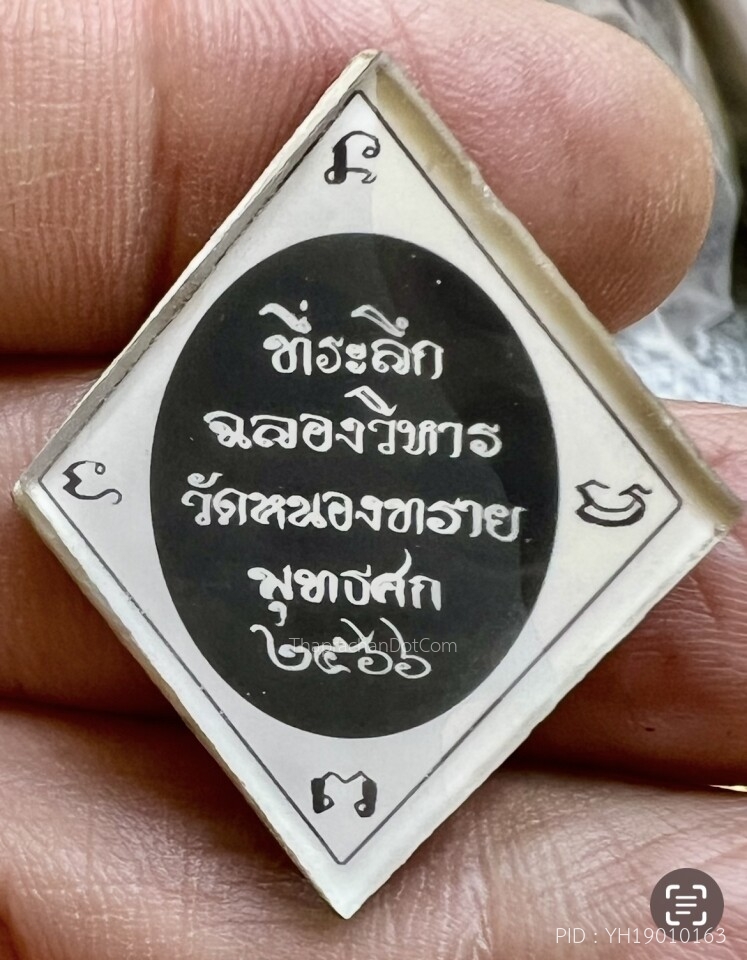 ที่ระลึก
ฉลองวิหาร
วัดหนองทราย
พุทธศก
๒๕๖๖
ThaprachanDotCom
PID : YH19010163